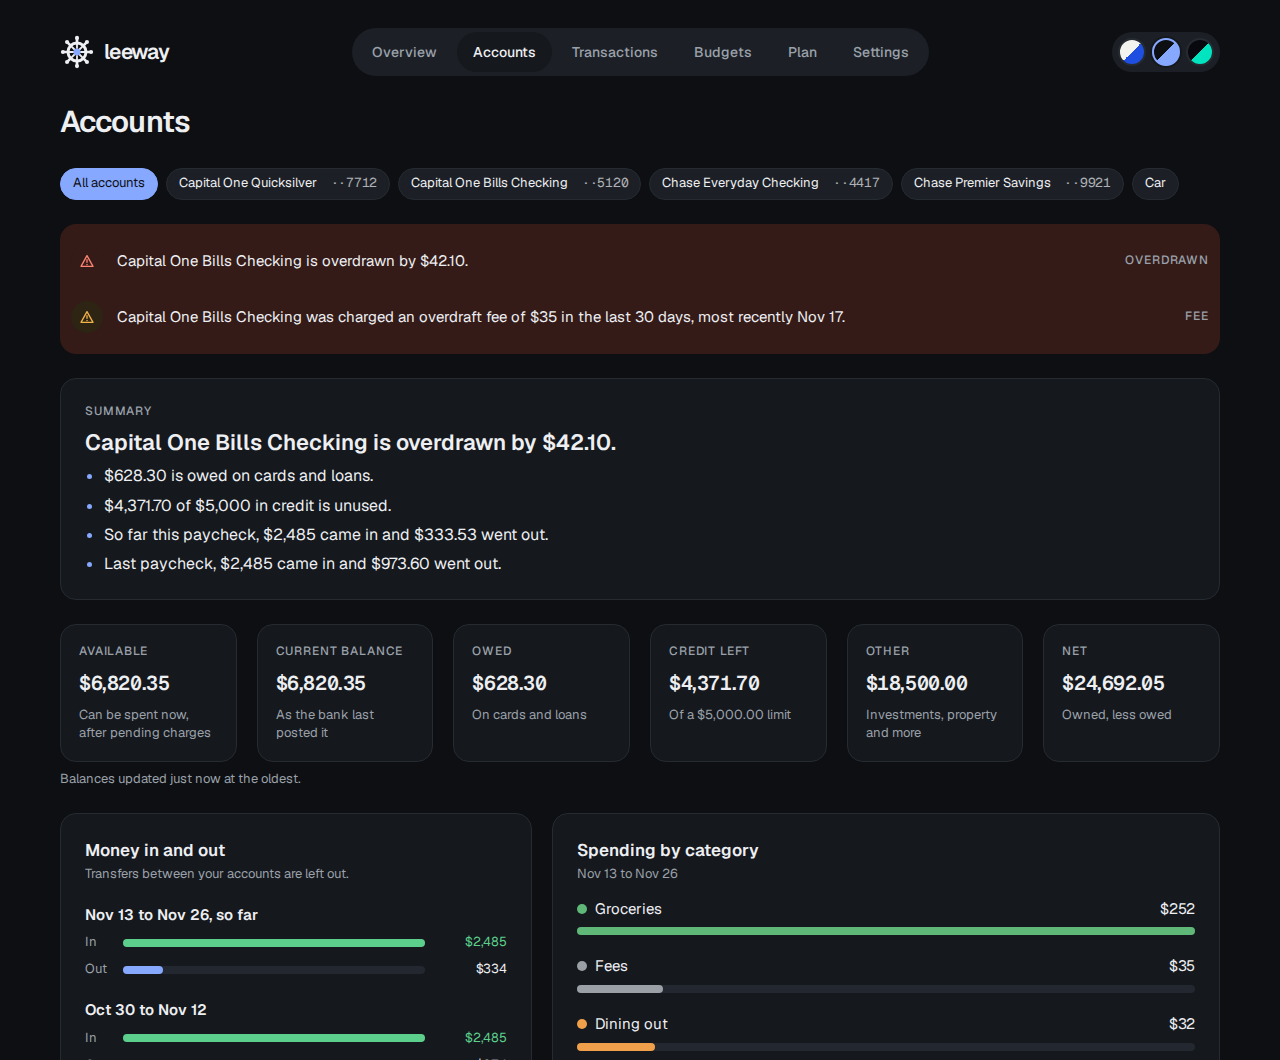 leeway
Overview Accounts Transactions Budgets Plan Settings
Accounts
All accounts Capital One Quicksilver ··7712 Capital One Bills Checking ··5120 Chase Everyday Checking ··4417 Chase Premier Savings ··9921 Car
Capital One Bills Checking is overdrawn by $42.10. OVERDRAWN
Capital One Bills Checking was charged an overdraft fee of $35 in the last 30 days, most recently Nov 17. FEE
SUMMARY
Capital One Bills Checking is overdrawn by $42.10.
• $628.30 is owed on cards and loans.
• $4,371.70 of $5,000 in credit is unused.
• So far this paycheck, $2,485 came in and $333.53 went out.
• Last paycheck, $2,485 came in and $973.60 went out.
AVAILABLE
$6,820.35
Can be spent now,
after pending charges
CURRENT BALANCE
$6,820.35
As the bank last
posted it
OWED
$628.30
On cards and loans
CREDIT LEFT
$4,371.70
Of a $5,000.00 limit
OTHER
$18,500.00
Investments, property
and more
NET
$24,692.05
Owned, less owed
Balances updated just now at the oldest.
Money in and out
Transfers between your accounts are left out.
Nov 13 to Nov 26, so far
In $2,485
Out $334
Oct 30 to Nov 12
In $2,485
Spending by category
Nov 13 to Nov 26
Groceries $252
Fees $35
Dining out $32